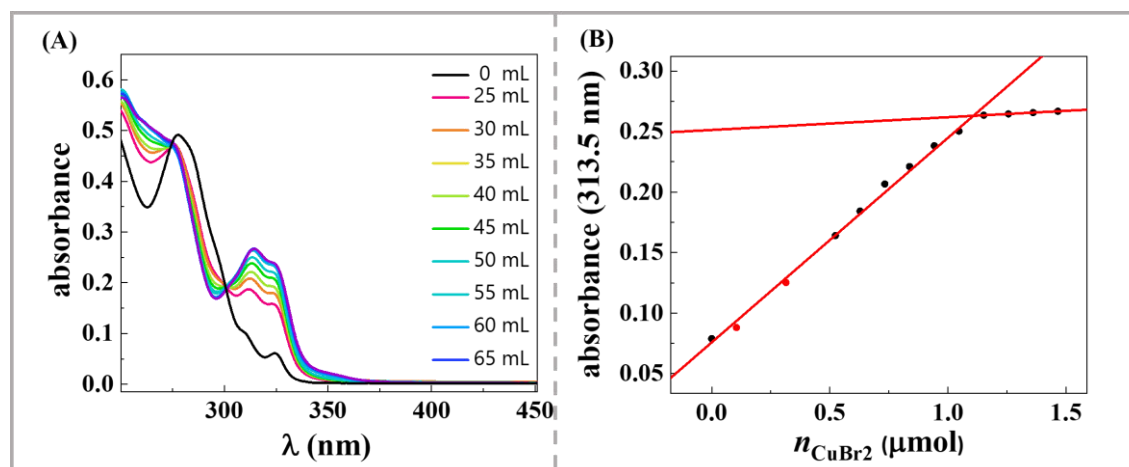 (A)
absorbance
0.6
0.5
0.4
0.3
0.2
0.1
0.0
300
350
400
450
λ (nm)
0 mL
25 mL
30 mL
35 mL
40 mL
45 mL
50 mL
55 mL
60 mL
65 mL
(B)
absorbance (313.5 nm)
0.30
0.25
0.20
0.15
0.10
0.05
0.0
0.5
1.0
1.5
nCuBr2 (μmol)